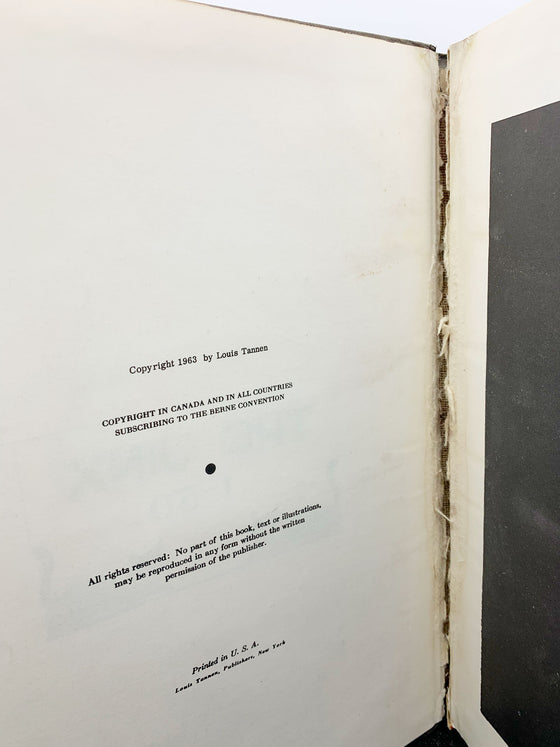 Copyright 1963 by Louis Tannen
COPYRIGHT IN CANADA AND IN ALL COUNTRIES
SUBSCRIBING TO THE BERNE CONVENTION
All rights reserved: No part of this book, text or illustrations,
may be reproduced in any form without the written
permission of the publisher.
Printed in U. S. A.
Louis Tannen, Publishers, New York